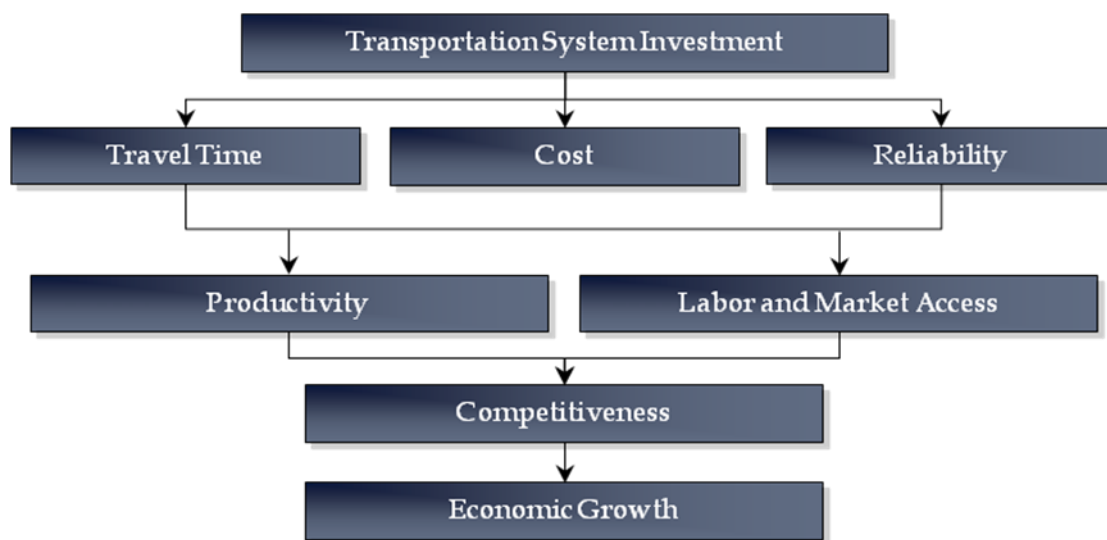 Transportation System Investment
Travel Time
Cost
Reliability
Productivity
Labor and Market Access
Competitiveness
Economic Growth